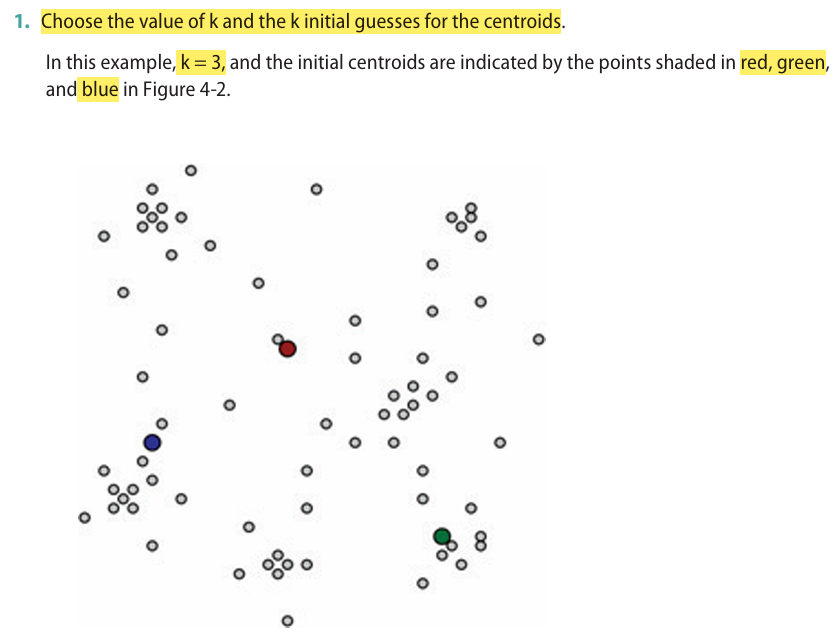 1. Choose the value of k and the k initial guesses for the centroids.
In this example, k = 3, and the initial centroids are indicated by the points shaded in red, green,
and blue in Figure 4-2.